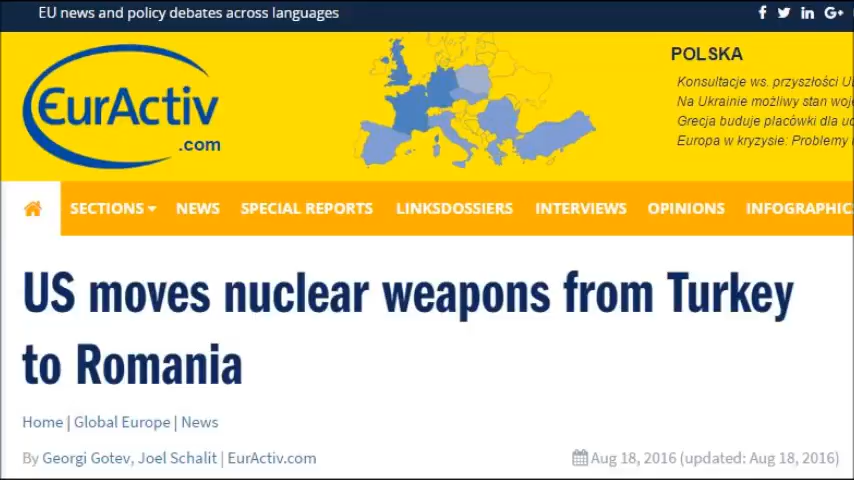 EU news and policy debates across languages
EurActiv
.com
POLSKA
Konsultacje ws. przyszłości
Na Ukrainie możliwy stan
Grecja buduje placówki dla
Europa w kryzysie: Problemy
SECTIONS NEWS SPECIAL REPORTS LINKSDOSSIERS INTERVIEWS OPINIONS INFOGRAPHICS
US moves nuclear weapons from Turkey
to Romania
Home | Global Europe | News
By Georgi Gotev, Joel Schalit | EurActiv.com
Aug 18, 2016 (updated: Aug 18, 2016)